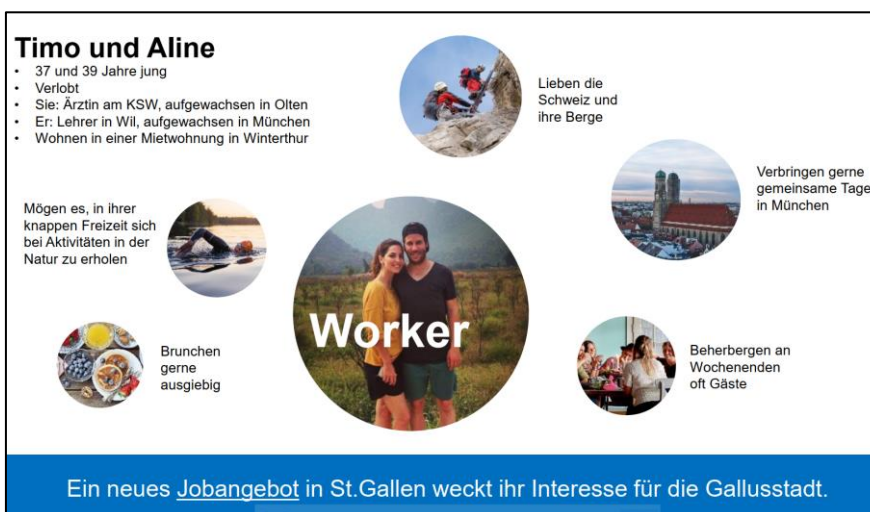 Timo und Aline
• 37 und 39 Jahre jung
• Verlobt
• Sie: Ärztin am KSW, aufgewachsen in Olten
• Er: Lehrer in Wil, aufgewachsen in München
• Wohnen in einer Mietwohnung in Winterthur
Lieben die
Schweiz und
ihre Berge
Verbringen gerne
gemeinsame Tage
in München
Mögen es, in ihrer
knappen Freizeit sich
bei Aktivitäten in der
Natur zu erholen
Worker
Brunchen
gerne
ausgiebig
Beherbergen an
Wochenenden
oft Gäste
Ein neues Jobangebot in St.Gallen weckt ihr Interesse für die Gallusstadt.